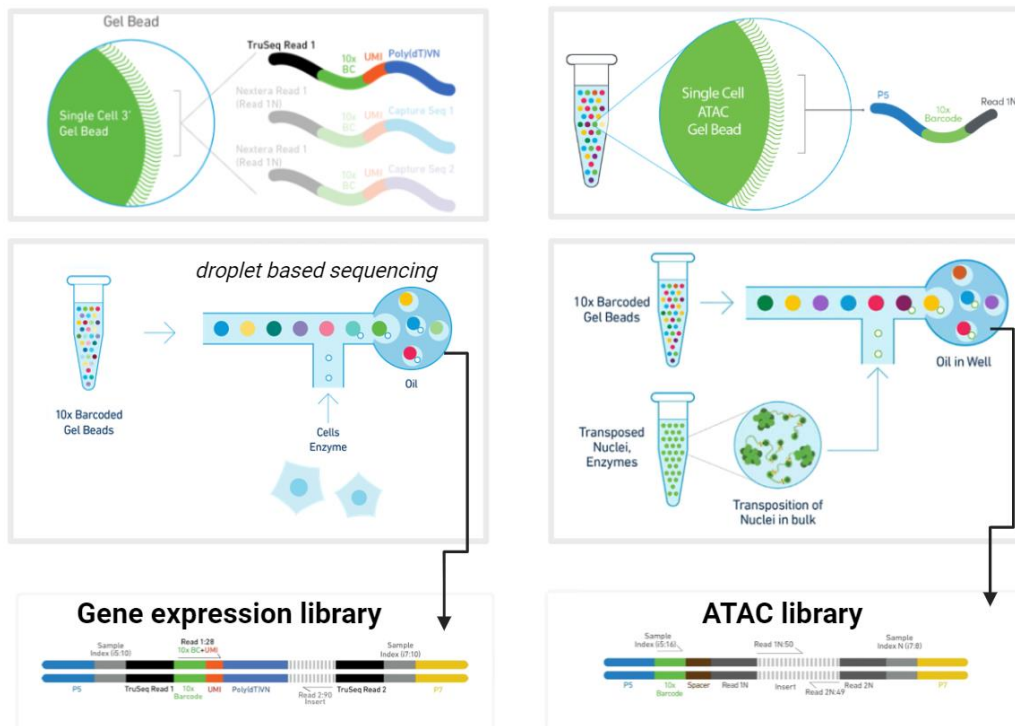 Gel Bead
Single Cell 3'
Gel Bead
TruSeq Read 1
10x
BC
UMI
Poly(dT)VN
Nextera Read 1
(Read 1N)
10x
BC
UMI
Capture Seq 1
Nextera Read 1
(Read 1N)
10x
BC
UMI
Capture Seq 2
Single Cell
ATAC
Gel Bead
P5
10x
Barcode
Read 1N
droplet based sequencing
10x Barcoded
Gel Beads
Oil
Cells
Enzyme
10x Barcoded
Gel Beads
Oil in Well
Transposed
Nuclei,
Enzymes
Transposition of
Nuclei in bulk
Gene expression library
Sample
Index (i5:10)
Read 1:28
10x BC+UMI
Sample
Index (i7:10)
P5
TruSeq Read 1
10x
Barcode
UMI
Poly(dT)VN
Read 2:90
Insert
TruSeq Read 2
P7
ATAC library
Sample
Index (i5:16)
Read 1N:50
Sample
Index N (i7:8)
P5
10x
Barcode
Spacer
Read 1N
Insert
Read 2N:49
Read 2N
P7